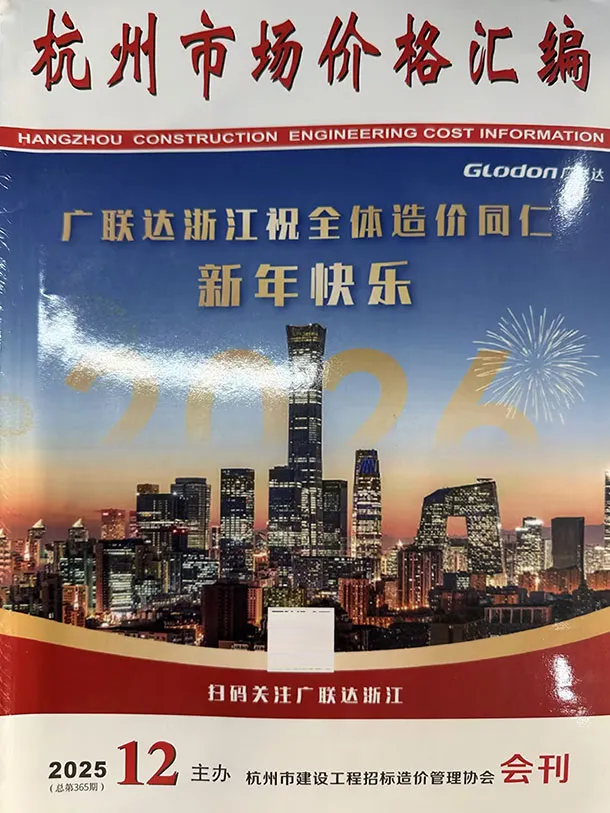 杭州市场价格汇编
HANGZHOU CONSTRUCTION ENGINEERING COST INFORMATION
GLodon广联达
广联达浙江祝全体造价同仁
新年快乐
2026
扫码关注广联达浙江
2025 12 主办 杭州市建设工程招标造价管理协会 会刊
(总第365期)